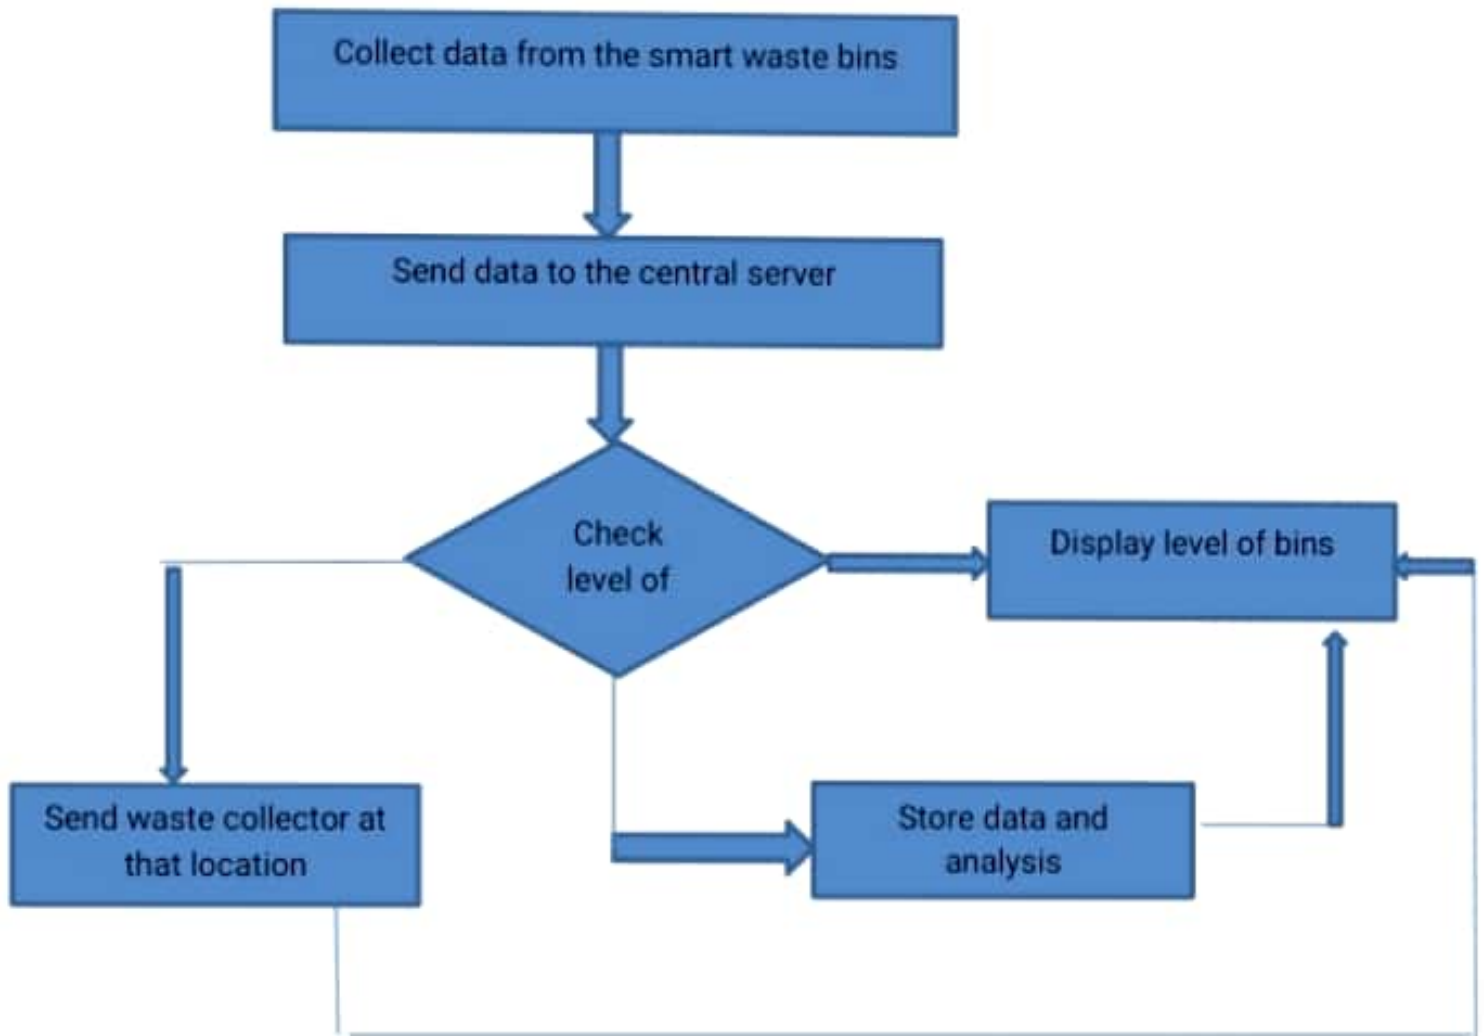 Collect data from the smart waste bins
Send data to the central server
Check
level of
Display level of bins
Send waste collector at
that location
Store data and
analysis